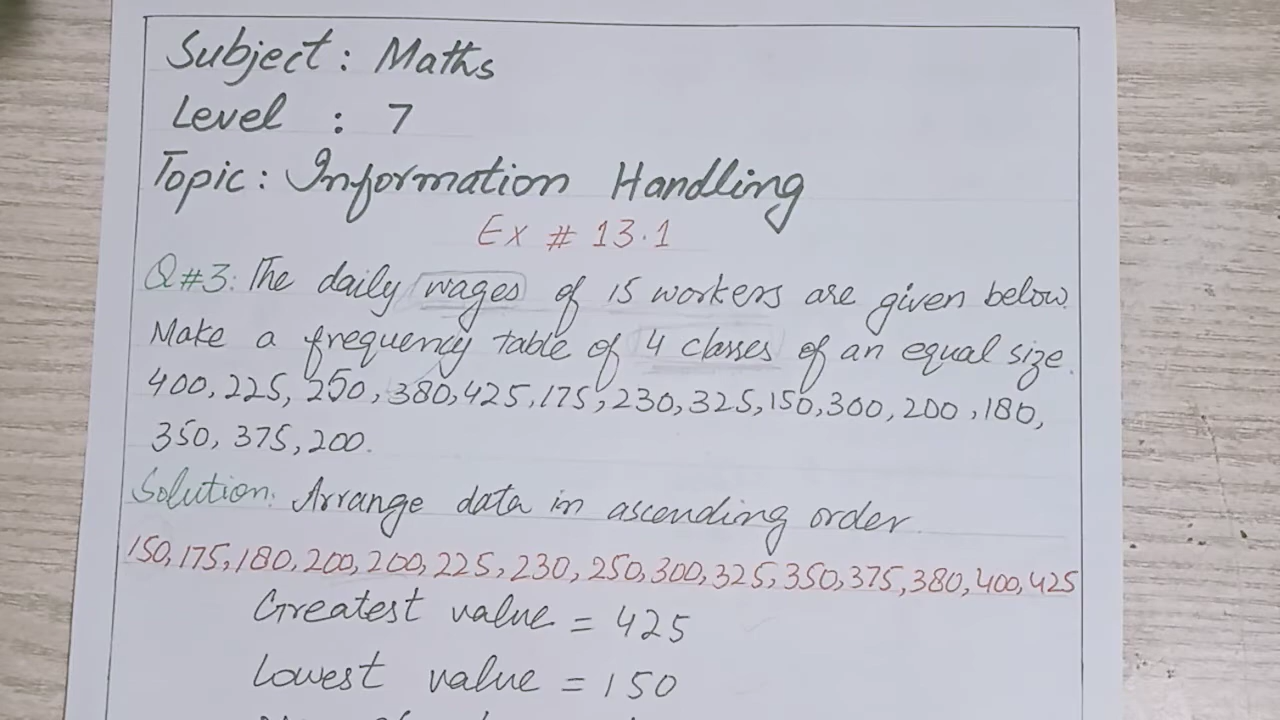 Subject: Maths
Level : 7
Topic: Information Handling
Ex # 13.1
Q#3: The daily wages of 15 workers are given below.
Make a frequency table of 4 classes of an equal size.
400, 225, 250, 380, 425, 175, 230, 325, 150, 300, 200, 180,
350, 375, 200.
Solution: Arrange data in ascending order.
150, 175, 180, 200, 200, 225, 230, 250, 300, 325, 350, 375, 380, 400, 425
Greatest value = 425
Lowest value = 150